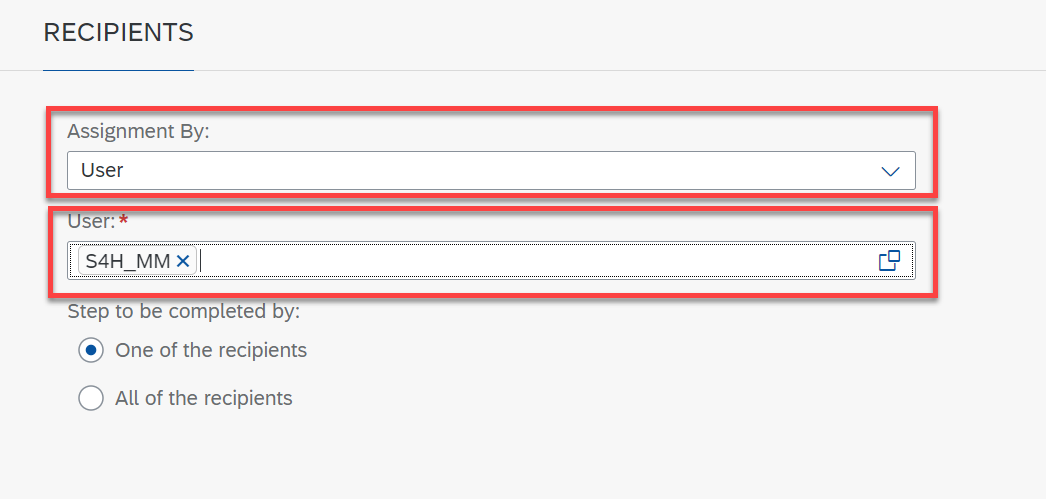 RECIPIENTS
Assignment By:
User
User:*
S4H_MM
Step to be completed by:
One of the recipients
All of the recipients